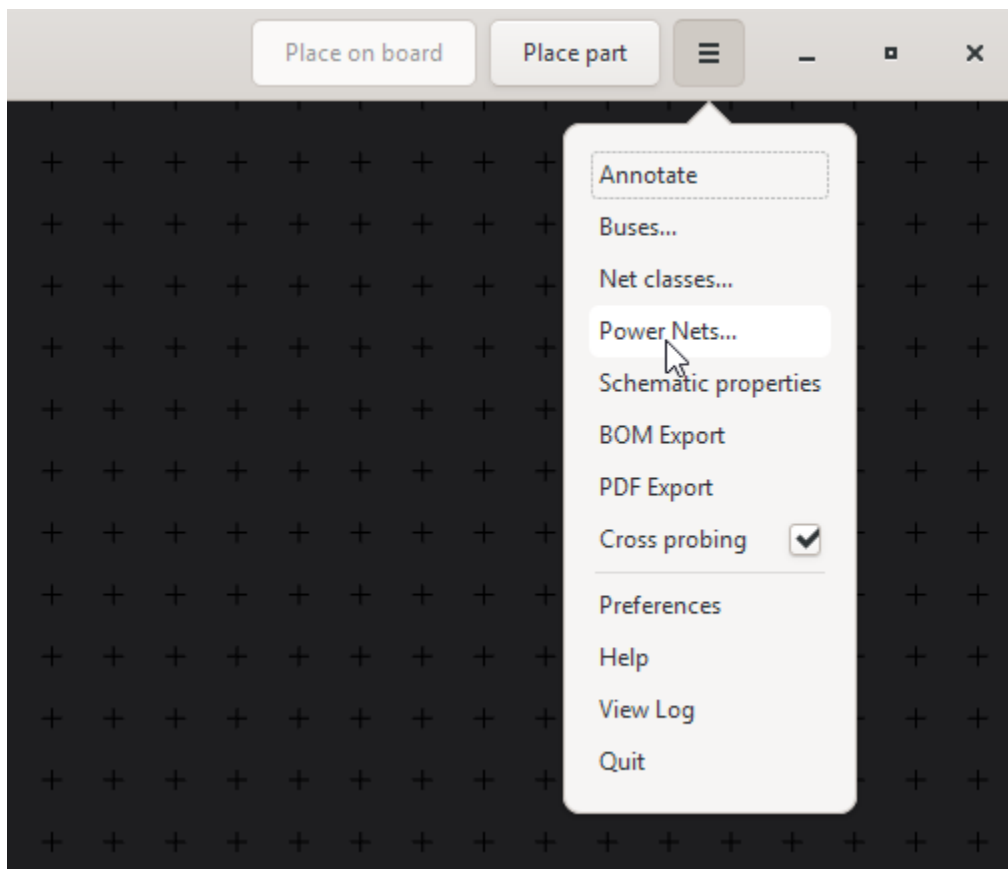 Place on board
Place part
Annotate
Buses...
Net classes...
Power Nets...
Schematic properties
BOM Export
PDF Export
Cross probing
Preferences
Help
View Log
Quit